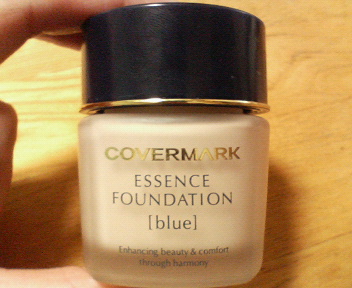 COVERMARK
ESSENCE
FOUNDATION
[blue]
Enhancing beauty & comfort
through harmony